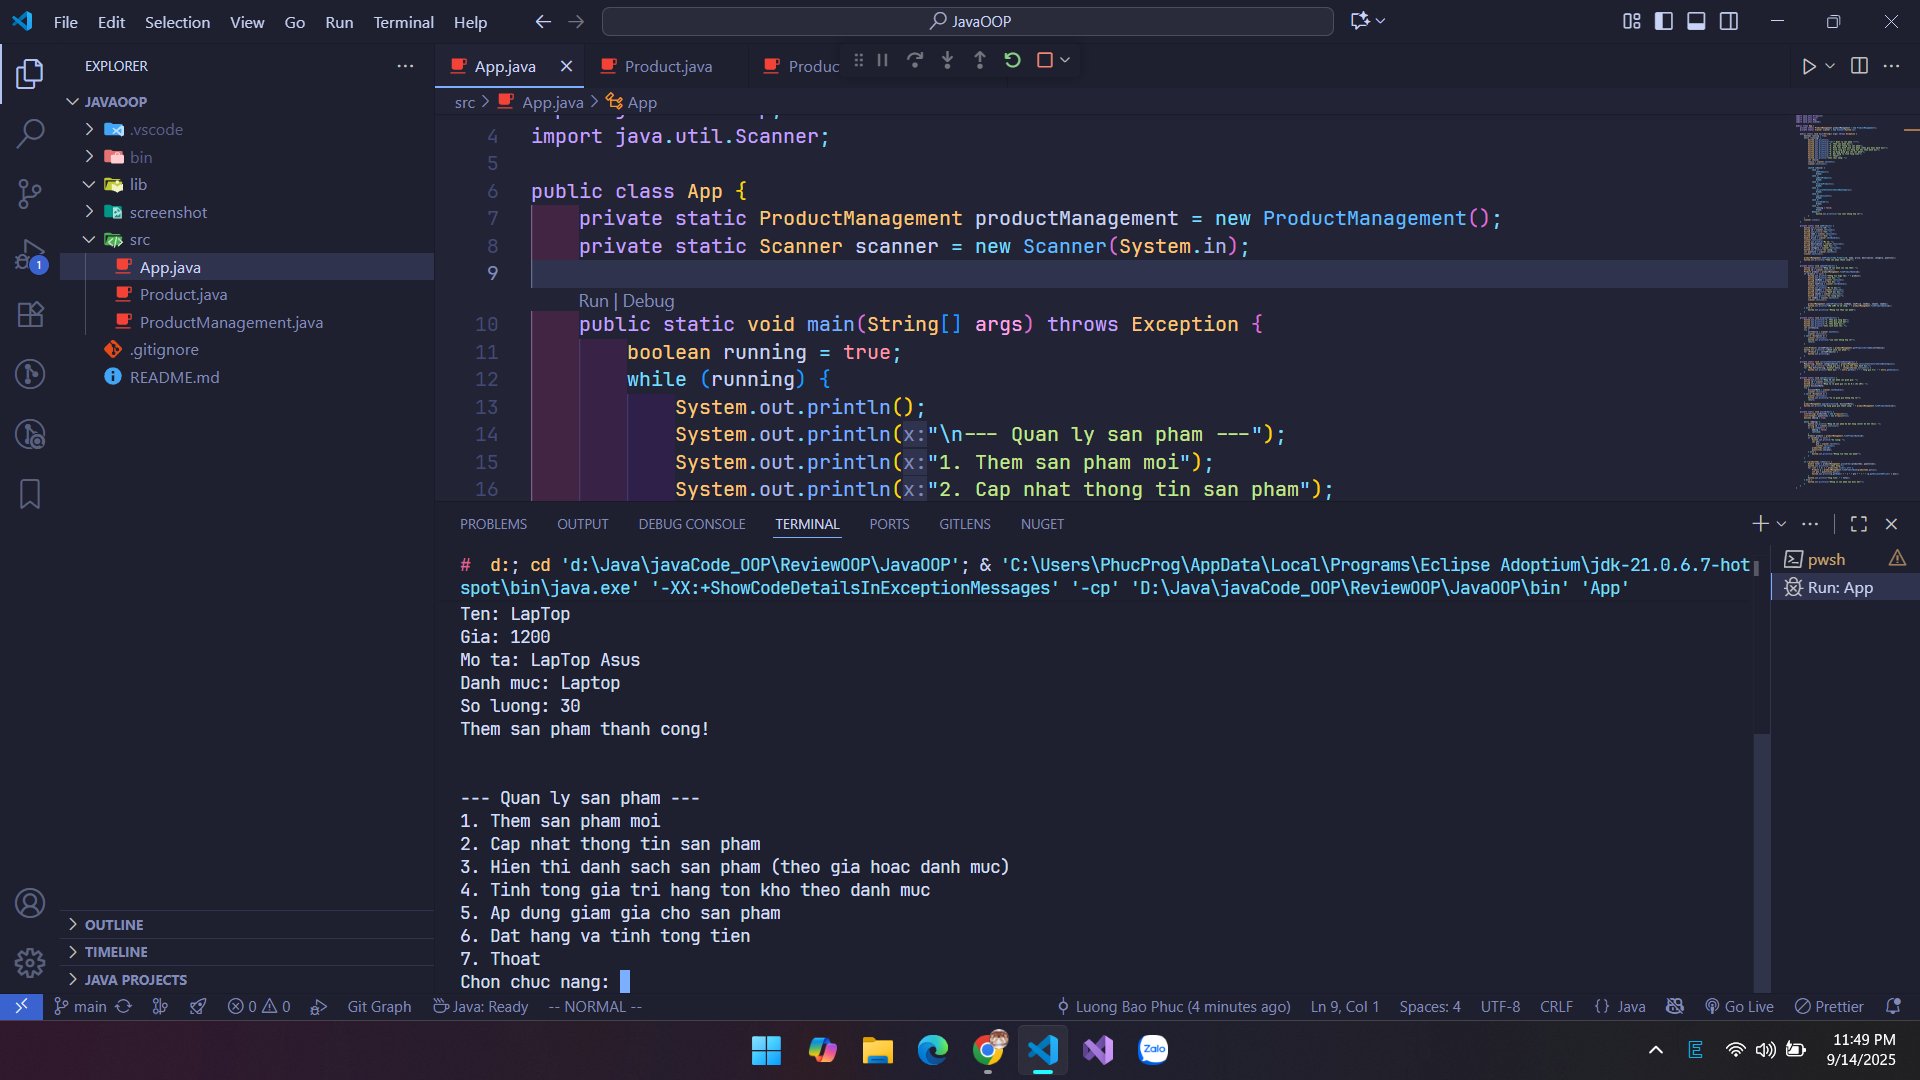 File Edit Selection View Go Run Terminal Help
JavaOOP
EXPLORER
JAVAOOP
.vscode
bin
lib
screenshot
src
App.java
Product.java
ProductManagement.java
.gitignore
README.md
OUTLINE
TIMELINE
JAVA PROJECTS
1
App.java
Product.java
Produc
src > App.java > App
4 import java.util.Scanner;
5
6 public class App {
7 private static ProductManagement productManagement = new ProductManagement();
8 private static Scanner scanner = new Scanner(System.in);
9
Run | Debug
10 public static void main(String[] args) throws Exception {
11 boolean running = true;
12 while (running) {
13 System.out.println();
14 System.out.println(x:"\n--- Quan ly san pham ---");
15 System.out.println(x:"1. Them san pham moi");
16 System.out.println(x:"2. Cap nhat thong tin san pham");
PROBLEMS OUTPUT DEBUG CONSOLE TERMINAL PORTS GITLENS NUGET
# d:; cd 'd:\Java\javaCode_OOP\ReviewOOP\JavaOOP'; & 'C:\Users\PhucProg\AppData\Local\Programs\Eclipse Adoptium\jdk-21.0.6.7-hot
spot\bin\java.exe' '-XX:+ShowCodeDetailsInExceptionMessages' '-cp' 'D:\Java\javaCode_OOP\ReviewOOP\JavaOOP\bin' 'App'
Ten: LapTop
Gia: 1200
Mo ta: LapTop Asus
Danh muc: Laptop
So luong: 30
Them san pham thanh cong!
--- Quan ly san pham ---
1. Them san pham moi
2. Cap nhat thong tin san pham
3. Hien thi danh sach san pham (theo gia hoac danh muc)
4. Tinh tong gia tri hang ton kho theo danh muc
5. Ap dung giam gia cho san pham
6. Dat hang va tinh tong tien
7. Thoat
Chon chuc nang:
pwsh
Run: App
main 0 0 Git Graph Java: Ready -- NORMAL -- Luong Bao Phuc (4 minutes ago) Ln 9, Col 1 Spaces: 4 UTF-8 CRLF {} Java Go Live Prettier
Zalo
E
11:49 PM
9/14/2025